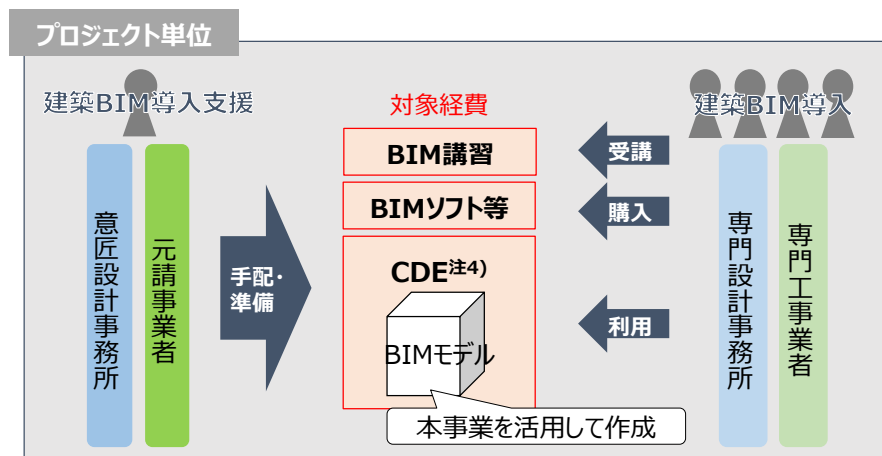 プロジェクト単位
建築BIM導入支援
対象経費
建築BIM導入
BIM講習
受講
BIMソフト等
購入
意匠設計事務所
元請事業者
手配・
準備
CDE注4)
BIMモデル
利用
専門設計事務所
専門工事業者
本事業を活用して作成